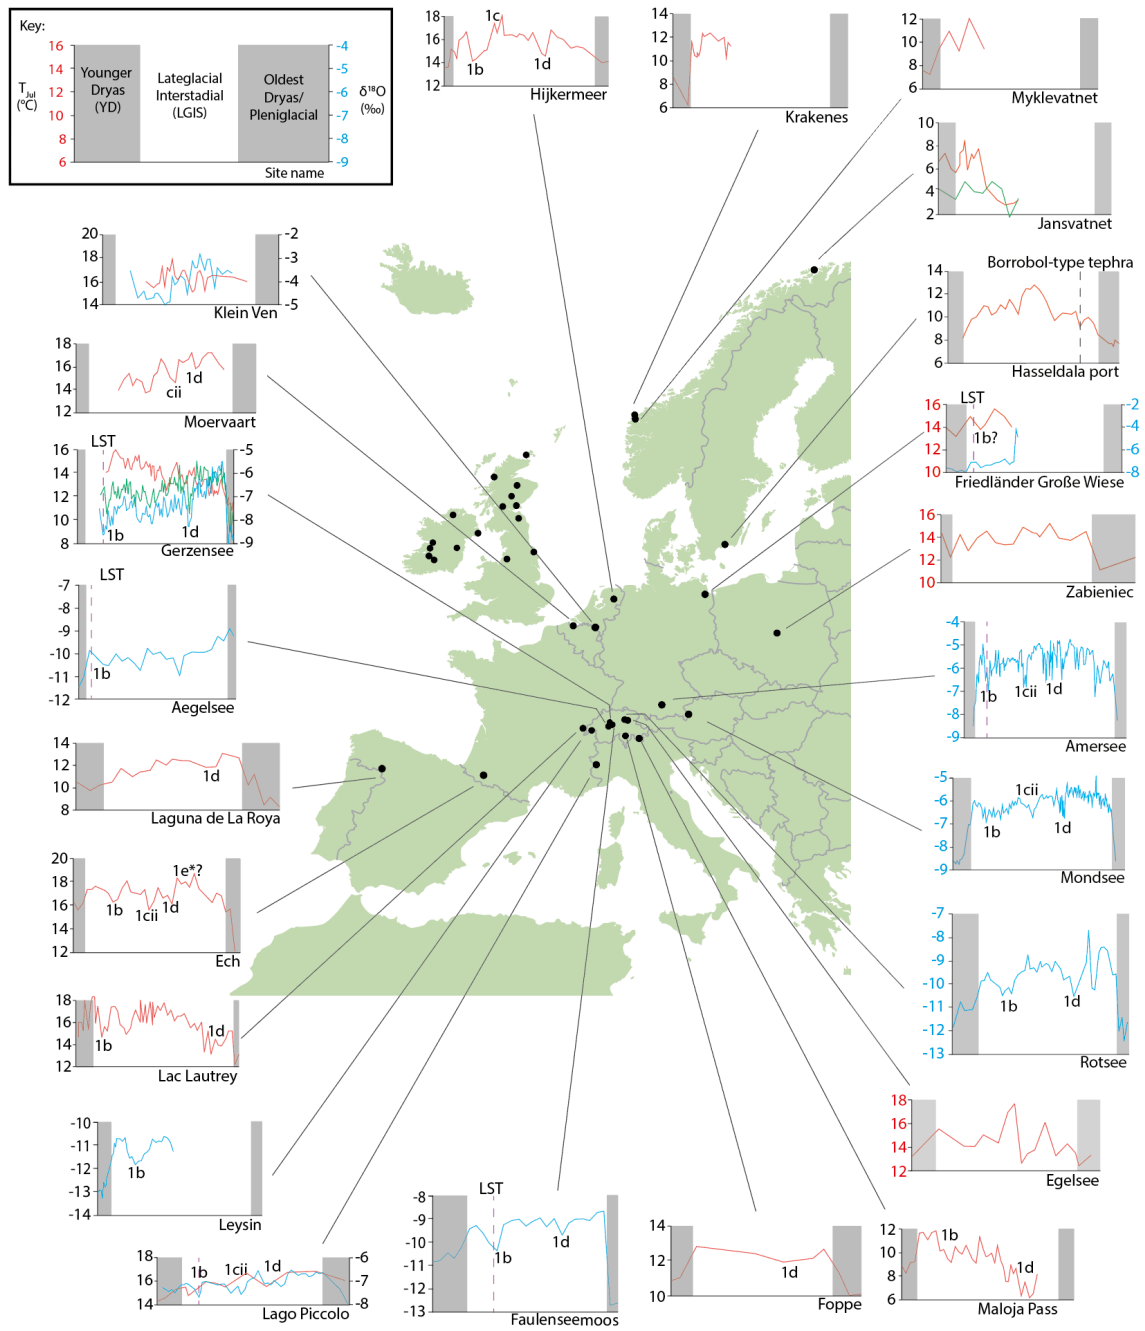 Key:
16
14
12
10
8
6
T Jul
(°C)
Younger
Dryas
(YD)
Lateglacial
Interstadial
(LGIS)
Oldest
Dryas/
Pleniglacial
-4
-5
-6
-7
-8
-9
δ¹⁸O
(‰)
Site name
18
16
14
12
1c
1b
1d
Hijkermeer
14
12
10
8
6
Krakenes
12
10
8
6
Myklevatnet
10
8
6
4
2
Jansvatnet
Borrobol-type tephra
14
12
10
8
6
Hasseldala port
LST
16
14
12
10
1b?
-2
-4
-6
-8
Friedländer Große Wiese
16
14
12
10
Zabieniec
-4
-5
-6
-7
-8
-9
1b
1cii
1d
Amersee
-5
-6
-7
-8
-9
1cii
1b
1d
Mondsee
-7
-8
-9
-10
-11
-12
-13
1b
1d
Rotsee
18
16
14
12
Egelsee
12
10
8
6
1b
1d
Maloja Pass
14
12
10
1d
Foppe
LST
-8
-9
-10
-11
-12
-13
1b
1d
Faulenseemoos
18
16
14
1b
1cii
1d
-6
-7
-8
Lago Piccolo
-10
-11
-12
-13
-14
1b
Leysin
18
16
14
12
1b
1d
Lac Lautrey
20
18
16
14
12
1e*?
1b
1cii
1d
Ech
14
12
10
8
1d
Laguna de La Roya
LST
-7
-8
-9
-10
-11
-12
1b
Aegelsee
LST
16
14
12
10
8
1b
1d
-5
-6
-7
-8
-9
Gerzensee
18
16
14
12
cii
1d
Moervaart
20
18
16
14
-2
-3
-4
-5
Klein Ven